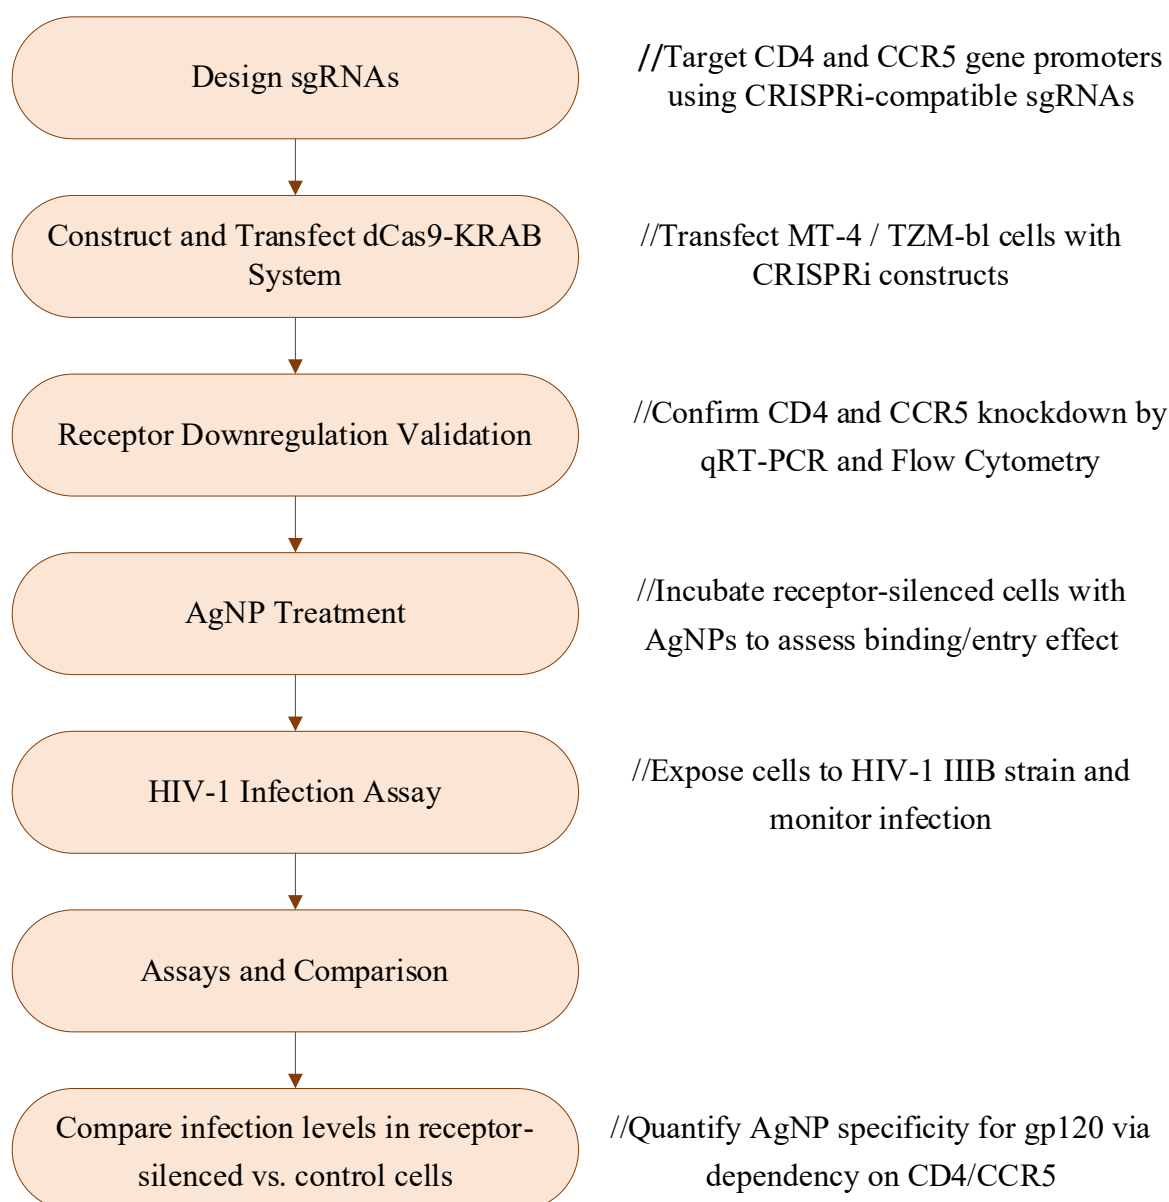 Design sgRNAs
//Target CD4 and CCR5 gene promoters
using CRISPRi-compatible sgRNAs
Construct and Transfect dCas9-KRAB
System
//Transfect MT-4 / TZM-bl cells with
CRISPRi constructs
Receptor Downregulation Validation
//Confirm CD4 and CCR5 knockdown by
qRT-PCR and Flow Cytometry
AgNP Treatment
//Incubate receptor-silenced cells with
AgNPs to assess binding/entry effect
HIV-1 Infection Assay
//Expose cells to HIV-1 IIIB strain and
monitor infection
Assays and Comparison
Compare infection levels in receptor-
silenced vs. control cells
//Quantify AgNP specificity for gp120 via
dependency on CD4/CCR5